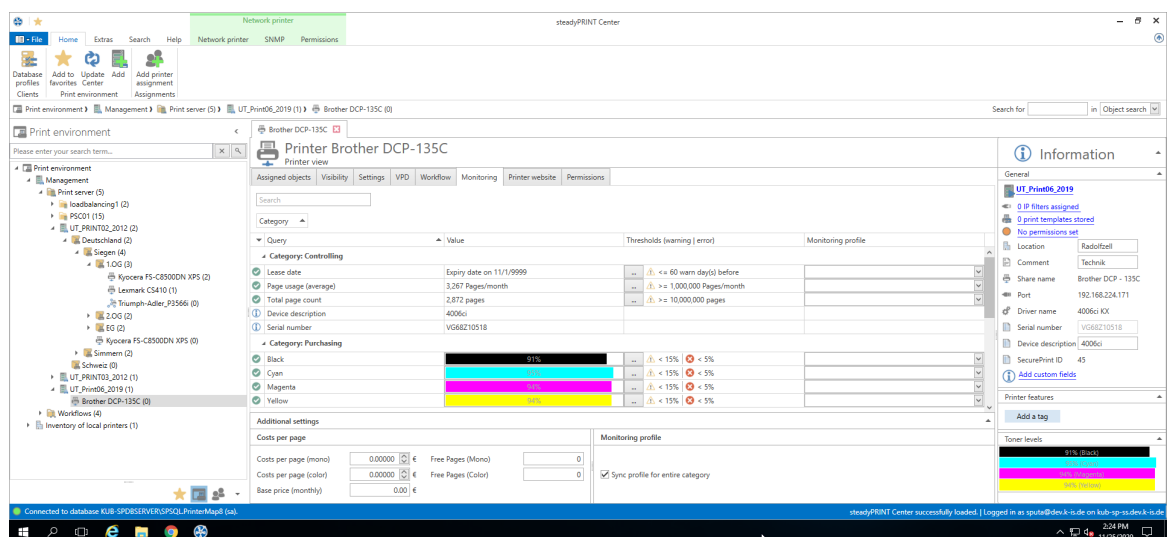 Network printer
steadyPRINT Center
File Home Extras Search Help Network printer SNMP Permissions
Database profiles
Add to favorites
Update Center
Add
Add printer assignment
Clients
Print environment
Assignments
Print environment Management Print server (5) UT_Print06_2019 (1) Brother DCP-135C (0)
Search for in Object search
Print environment
Please enter your search term...
Print environment
Management
Print server (5)
loadbalancing1 (2)
PSC01 (15)
UT_PRINT02_2012 (2)
Deutschland (2)
Siegen (4)
1.OG (3)
Kyocera FS-C8500DN XPS (2)
Lexmark CS410 (1)
Triumph-Adler_P3566i (0)
2.OG (2)
EG (2)
Kyocera FS-C8500DN XPS (0)
Simmern (2)
Schweiz (0)
UT_PRINT03_2012 (1)
UT_Print06_2019 (1)
Brother DCP-135C (0)
Workflows (4)
Inventory of local printers (1)
Brother DCP-135C
Printer Brother DCP-135C
Printer view
Assigned objects Visibility Settings VPD Workflow Monitoring Printer website Permissions
Search
Category
Query Value Thresholds (warning | error) Monitoring profile
Category: Controlling
Lease date Expiry date on 11/1/9999 ... <= 60 warn day(s) before
Page usage (average) 3,267 Pages/month ... >= 1,000,000 Pages/month
Total page count 2,872 pages ... >= 10,000,000 pages
Device description 4006ci
Serial number VG68Z10518
Category: Purchasing
Black 91% ... < 15% < 5%
Cyan ... < 15% < 5%
Magenta 94% ... < 15% < 5%
Yellow 94% ... < 15% < 5%
Additional settings
Costs per page Monitoring profile
Costs per page (mono) 0.00000 € Free Pages (Mono) 0
Costs per page (color) 0.00000 € Free Pages (Color) 0
Base price (monthly) 0.00 €
Sync profile for entire category
Information
General
UT_Print06_2019
0 IP filters assigned
0 print templates stored
No permissions set
Location Radolfzell
Comment Technik
Share name Brother DCP - 135C
Port 192.168.224.171
Driver name 4006ci KX
Serial number VG68Z10518
Device description 4006ci
SecurePrint ID 45
Add custom fields
Printer features
Add a tag
Toner levels
91% (Black)
94% (Magenta)
94% (Yellow)
Connected to database KUB-SPDBSERVER\SPSQL.PrinterMap8 (sa).
steadyPRINT Center successfully loaded. | Logged in as sputa@dev.k-is.de on kub-sp-ss.dev.k-is.de
2:24 PM
11/25/2020